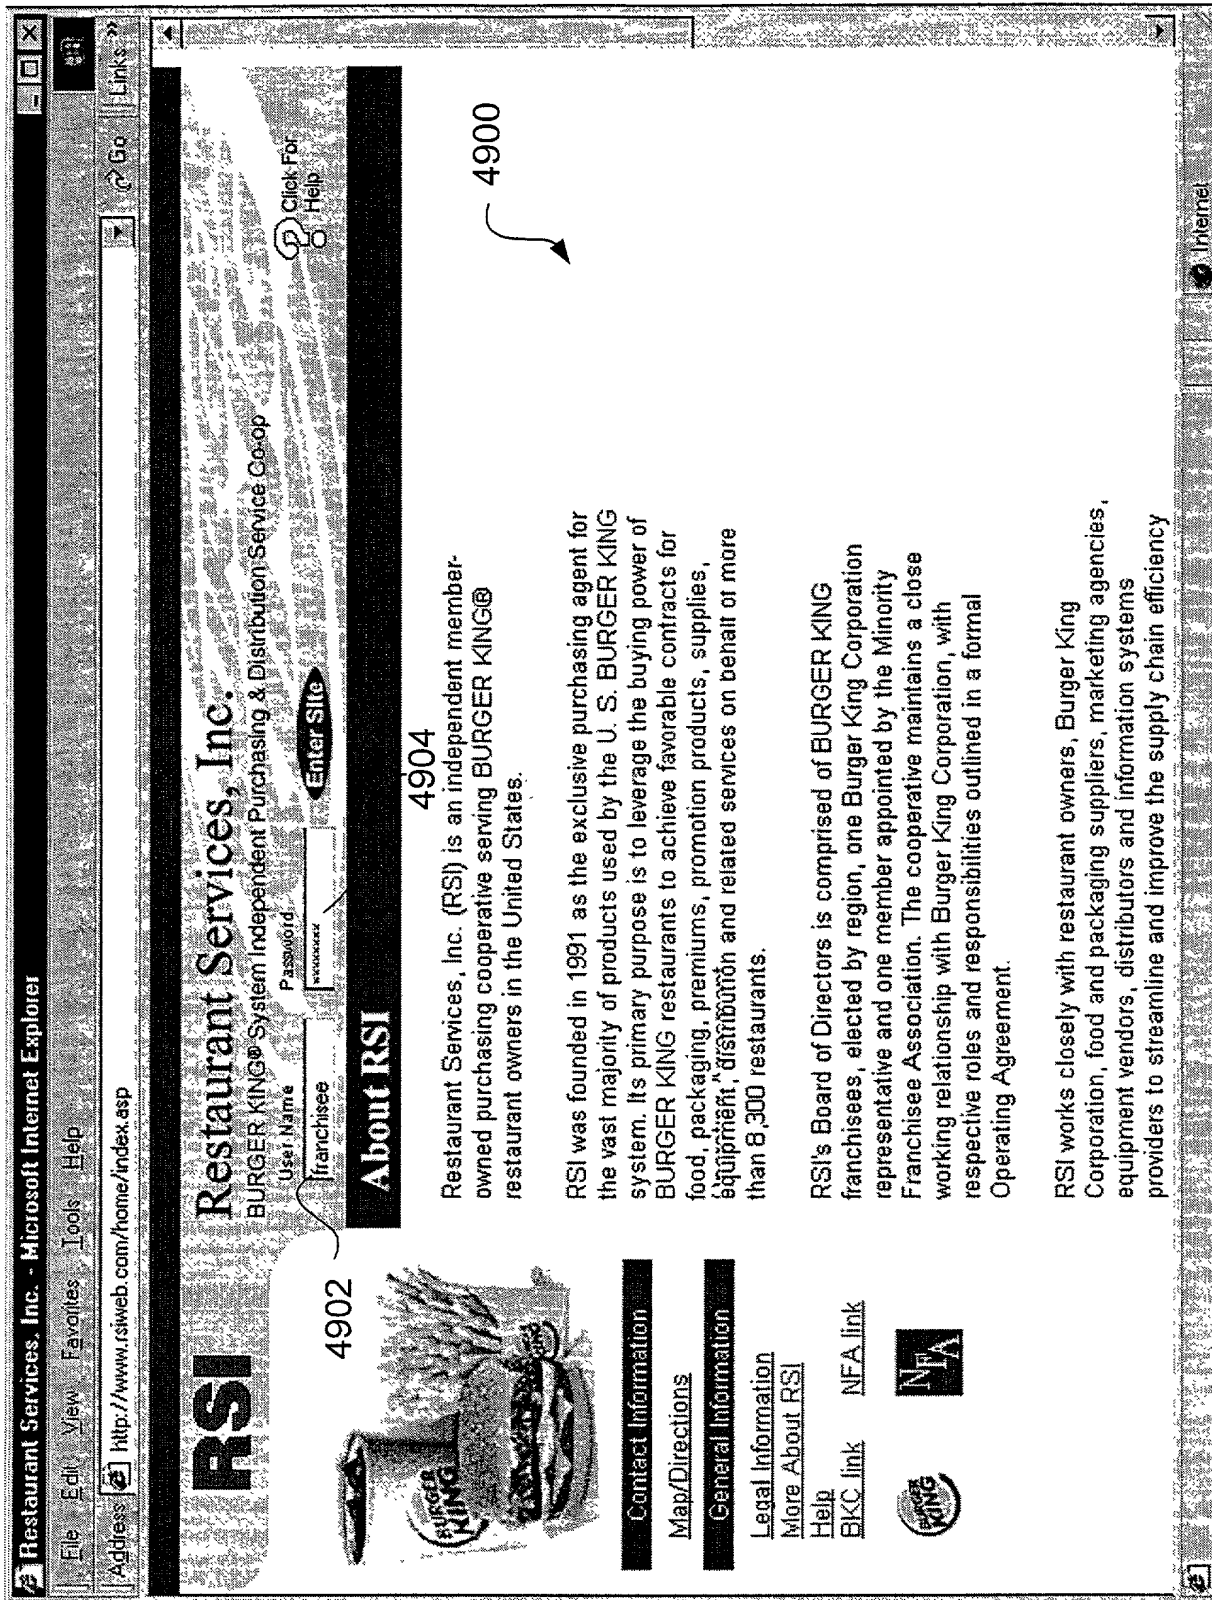 Restaurant Services, Inc. - Microsoft Internet Explorer
File Edit View Favorites Tools Help
Address http://www.rsiweb.com/home/index.asp Go Links »
RSI
Restaurant Services, Inc.
BURGER KING® System Independent Purchasing & Distribution Service Co-op
User Name Password
franchisee ******** Enter Site
Click For
Help
4902
4904
4900
BURGER
KING
BURGER
KING
Contact Information
Map/Directions
General Information
Legal Information
More About RSI
Help
BKC link NFA link
BURGER
KING
NFA
About RSI
Restaurant Services, Inc. (RSI) is an independent member-
owned purchasing cooperative serving BURGER KING®
restaurant owners in the United States.
RSI was founded in 1991 as the exclusive purchasing agent for
the vast majority of products used by the U. S. BURGER KING
system. Its primary purpose is to leverage the buying power of
BURGER KING restaurants to achieve favorable contracts for
food, packaging, premiums, promotion products, supplies,
equipment, distribution and related services on behalf of more
than 8,300 restaurants.
RSI's Board of Directors is comprised of BURGER KING
franchisees, elected by region, one Burger King Corporation
representative and one member appointed by the Minority
Franchisee Association. The cooperative maintains a close
working relationship with Burger King Corporation, with
respective roles and responsibilities outlined in a formal
Operating Agreement.
RSI works closely with restaurant owners, Burger King
Corporation, food and packaging suppliers, marketing agencies,
equipment vendors, distributors and information systems
providers to streamline and improve the supply chain efficiency
Internet